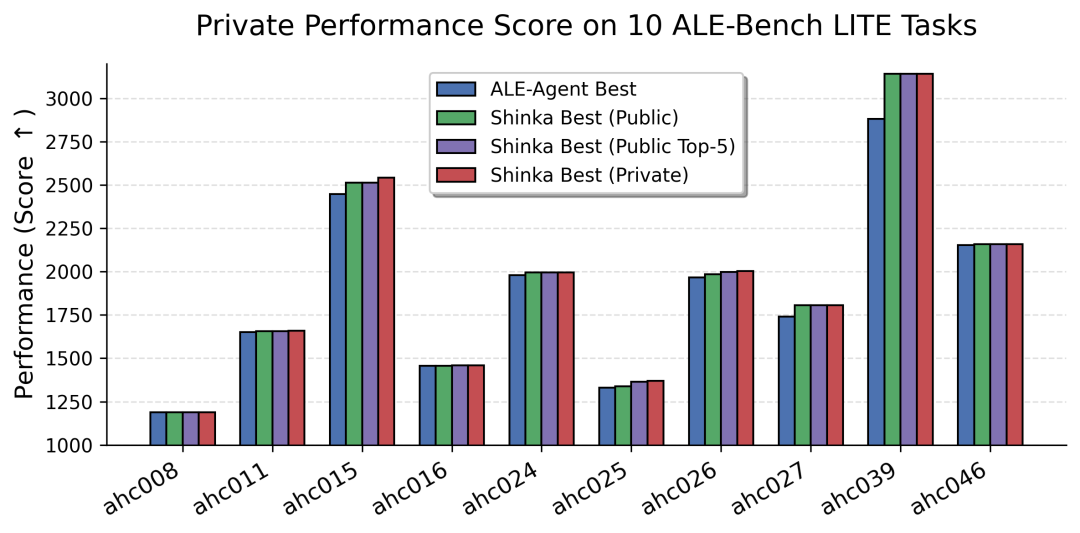 Private Performance Score on 10 ALE-Bench LITE Tasks
Performance (Score ↑)
3000
2750
2500
2250
2000
1750
1500
1250
1000
ALE-Agent Best
Shinka Best (Public)
Shinka Best (Public Top-5)
Shinka Best (Private)
ahc008
ahc011
ahc015
ahc016
ahc024
ahc025
ahc026
ahc027
ahc039
ahc046